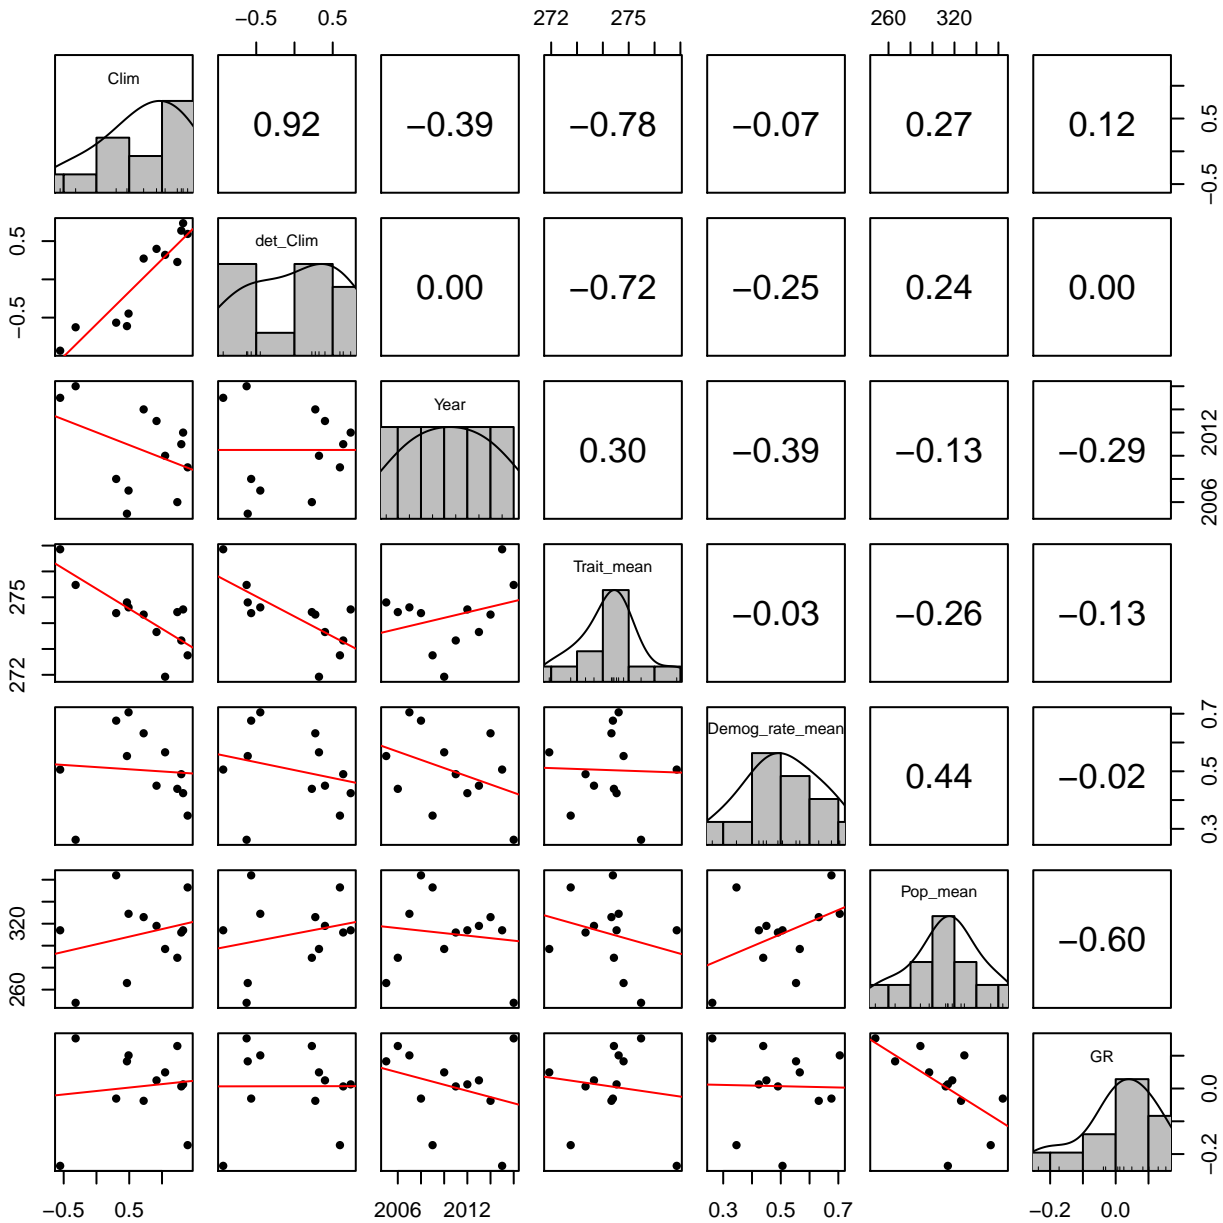 −0.5 0.5 272 275 260 320
Clim 0.92 −0.39 −0.78 −0.07 0.27 0.12 −0.5 0.5
−0.5 0.5 det_Clim 0.00 −0.72 −0.25 0.24 0.00
Year 0.30 −0.39 −0.13 −0.29 2006 2012
272 275 Trait_mean −0.03 −0.26 −0.13
Demog_rate_mean 0.44 −0.02 0.3 0.5 0.7
260 320 Pop_mean −0.60
GR −0.2 0.0
−0.5 0.5 2006 2012 0.3 0.5 0.7 −0.2 0.0